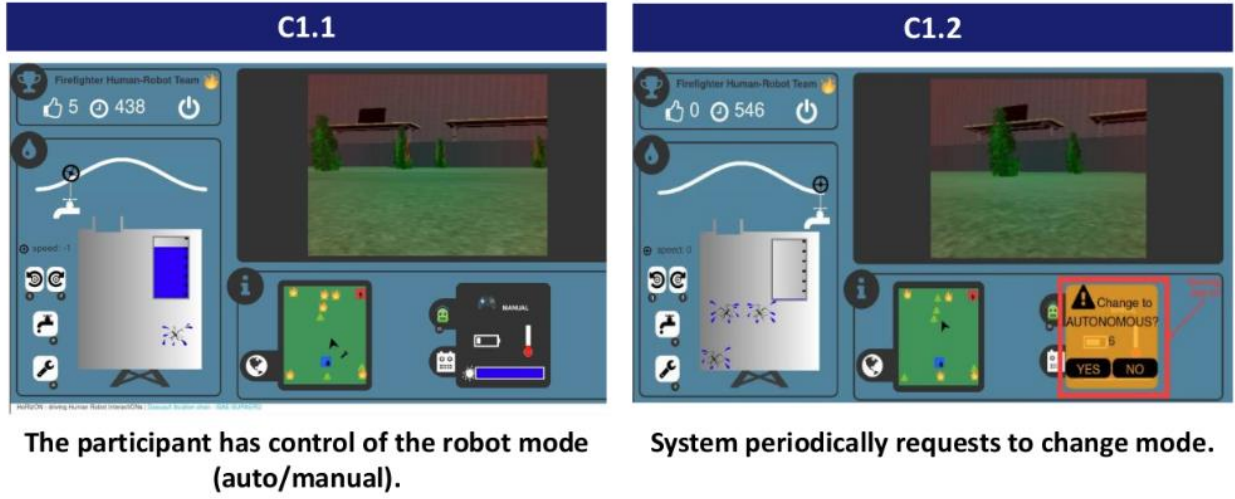 C1.1
Firefighter Human-Robot Team
5 438
speed: -1
MANUAL
The participant has control of the robot mode
(auto/manual).
C1.2
Firefighter Human-Robot Team
0 546
speed: 0
Change to
AUTONOMOUS?
6
YES NO
System periodically requests to change mode.